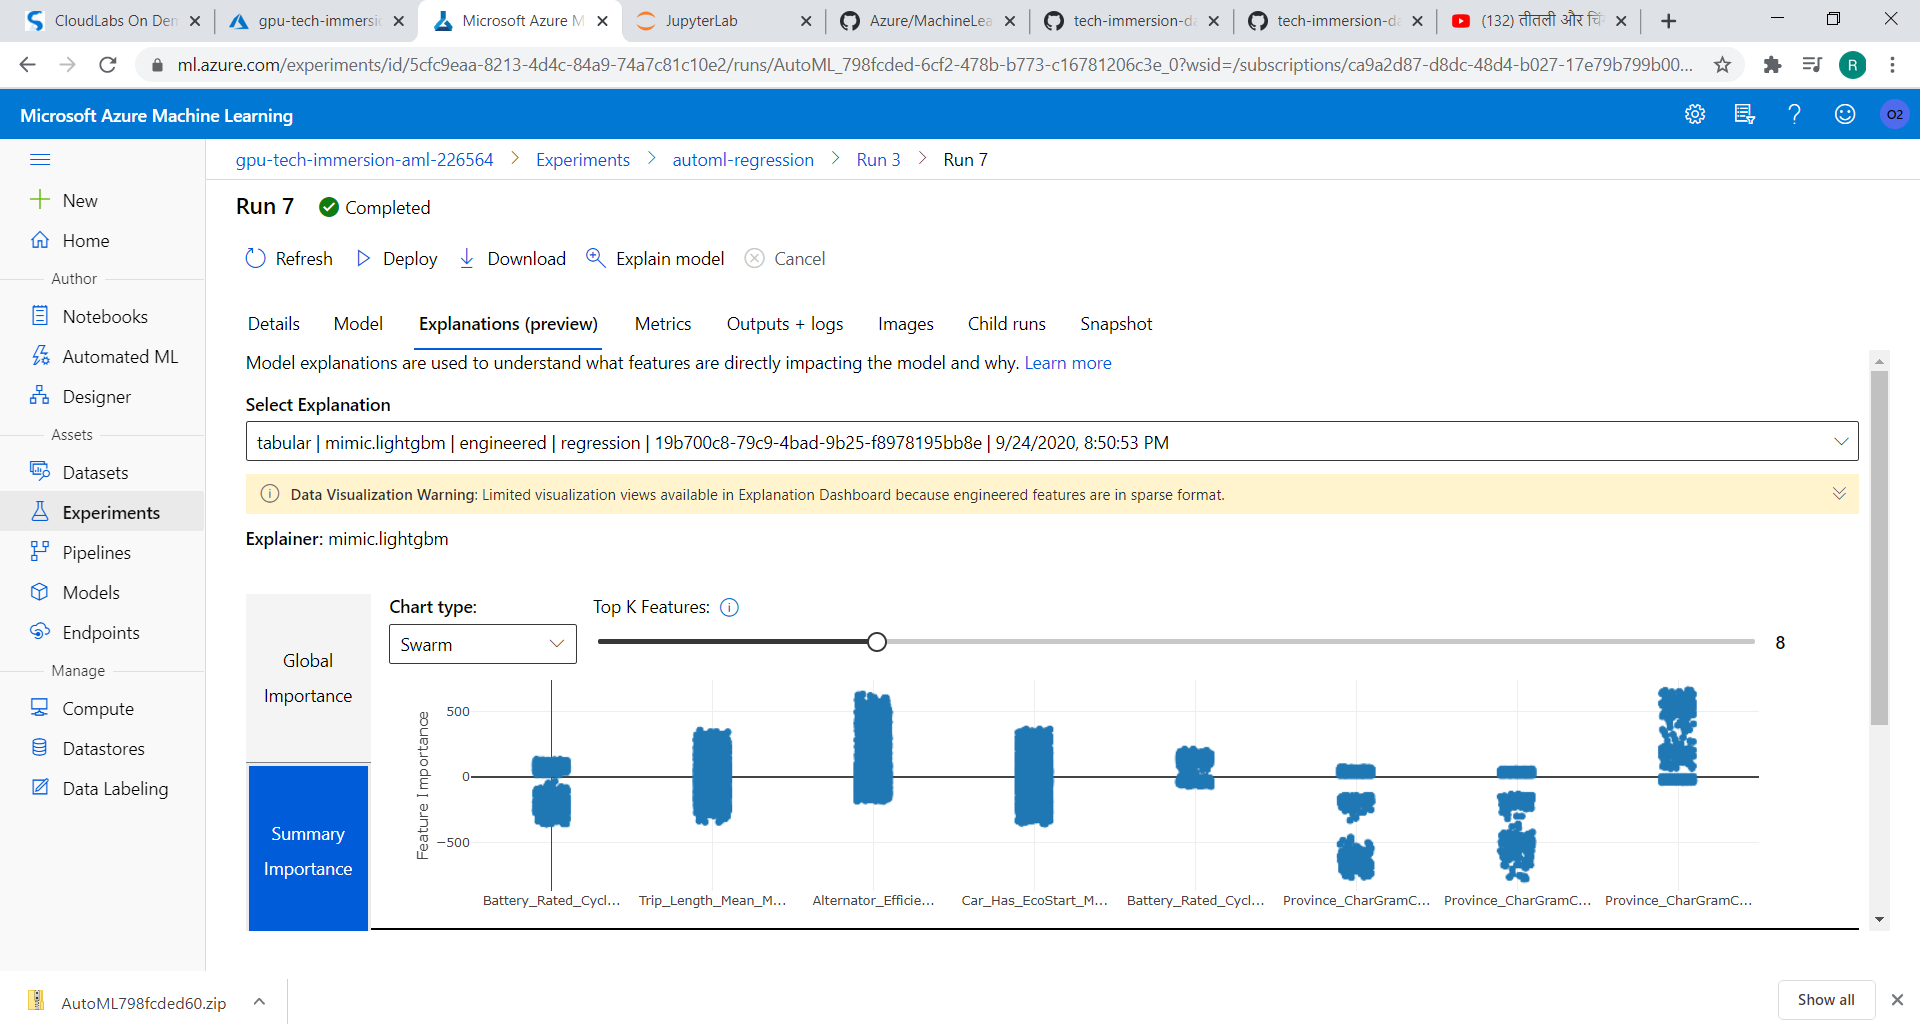 CloudLabs On Den
gpu-tech-immersio
Microsoft Azure M
JupyterLab
Azure/MachineLea
tech-immersion-da
tech-immersion-da
(132) तीतली और चिं
ml.azure.com/experiments/id/5cfc9eaa-8213-4d4c-84a9-74a7c81c10e2/runs/AutoML_798fcded-6cf2-478b-b773-c16781206c3e_0?wsid=/subscriptions/ca9a2d87-d8dc-48d4-b027-17e79b799b00...
R
Microsoft Azure Machine Learning
O2
gpu-tech-immersion-aml-226564 > Experiments > automl-regression > Run 3 > Run 7
New
Home
Author
Notebooks
Automated ML
Designer
Assets
Datasets
Experiments
Pipelines
Models
Endpoints
Manage
Compute
Datastores
Data Labeling
Run 7 Completed
Refresh Deploy Download Explain model Cancel
Details Model Explanations (preview) Metrics Outputs + logs Images Child runs Snapshot
Model explanations are used to understand what features are directly impacting the model and why. Learn more
Select Explanation
tabular | mimic.lightgbm | engineered | regression | 19b700c8-79c9-4bad-9b25-f8978195bb8e | 9/24/2020, 8:50:53 PM
Data Visualization Warning: Limited visualization views available in Explanation Dashboard because engineered features are in sparse format.
Explainer: mimic.lightgbm
Global
Importance
Summary
Importance
Chart type:
Swarm
Top K Features:
8
Feature Importance
500
0
−500
Battery_Rated_Cycl...
Trip_Length_Mean_M...
Alternator_Efficie...
Car_Has_EcoStart_M...
Battery_Rated_Cycl...
Province_CharGramC...
Province_CharGramC...
Province_CharGramC...
AutoML798fcded60.zip
Show all